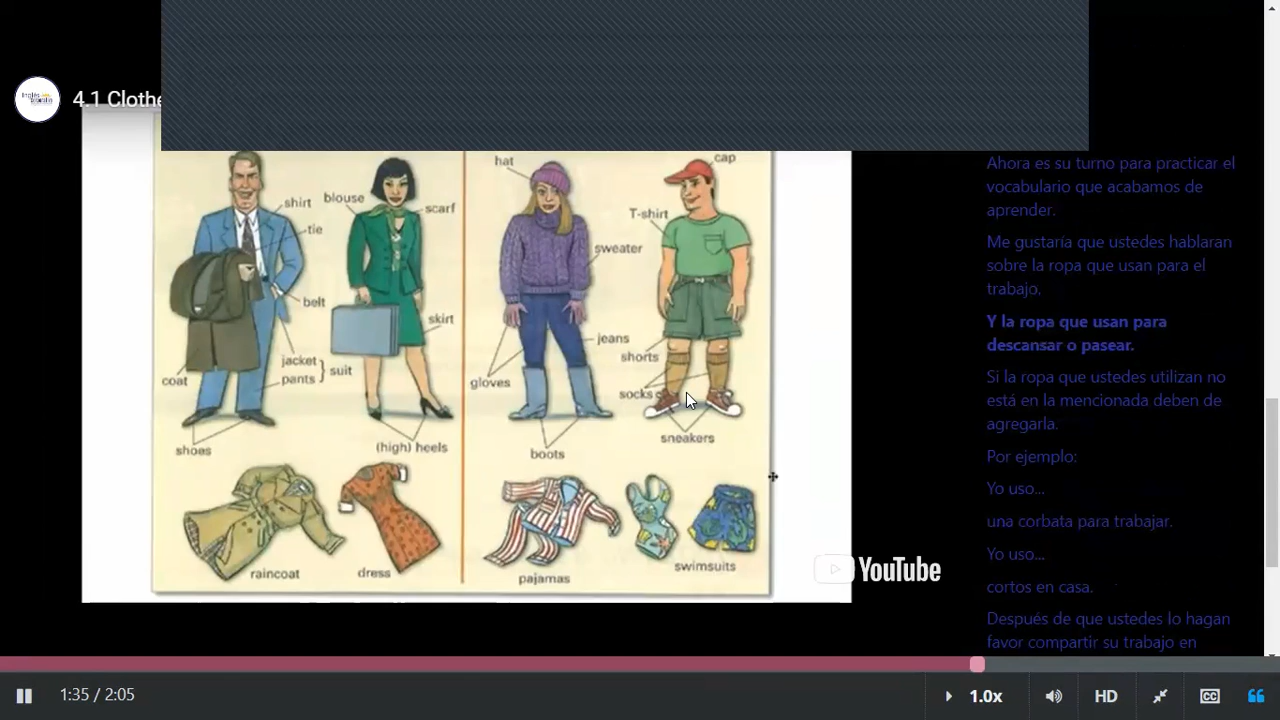 4.1 Clothe
hat
cap
shirt
blouse
scarf
T-shirt
tie
sweater
belt
skirt
jeans
jacket
pants
suit
coat
shorts
gloves
socks
shoes
(high) heels
boots
sneakers
raincoat
dress
pajamas
swimsuits
YouTube
Ahora es su turno para practicar el
vocabulario que acabamos de
aprender.
Me gustaría que ustedes hablaran
sobre la ropa que usan para el
trabajo.
Y la ropa que usan para
descansar o pasear.
Si la ropa que ustedes utilizan no
está en la mencionada deben de
agregarla.
Por ejemplo:
Yo uso...
una corbata para trabajar.
Yo uso...
cortos en casa.
Después de que ustedes lo hagan
favor compartir su trabajo en
1:35 / 2:05
1.0x
HD
CC